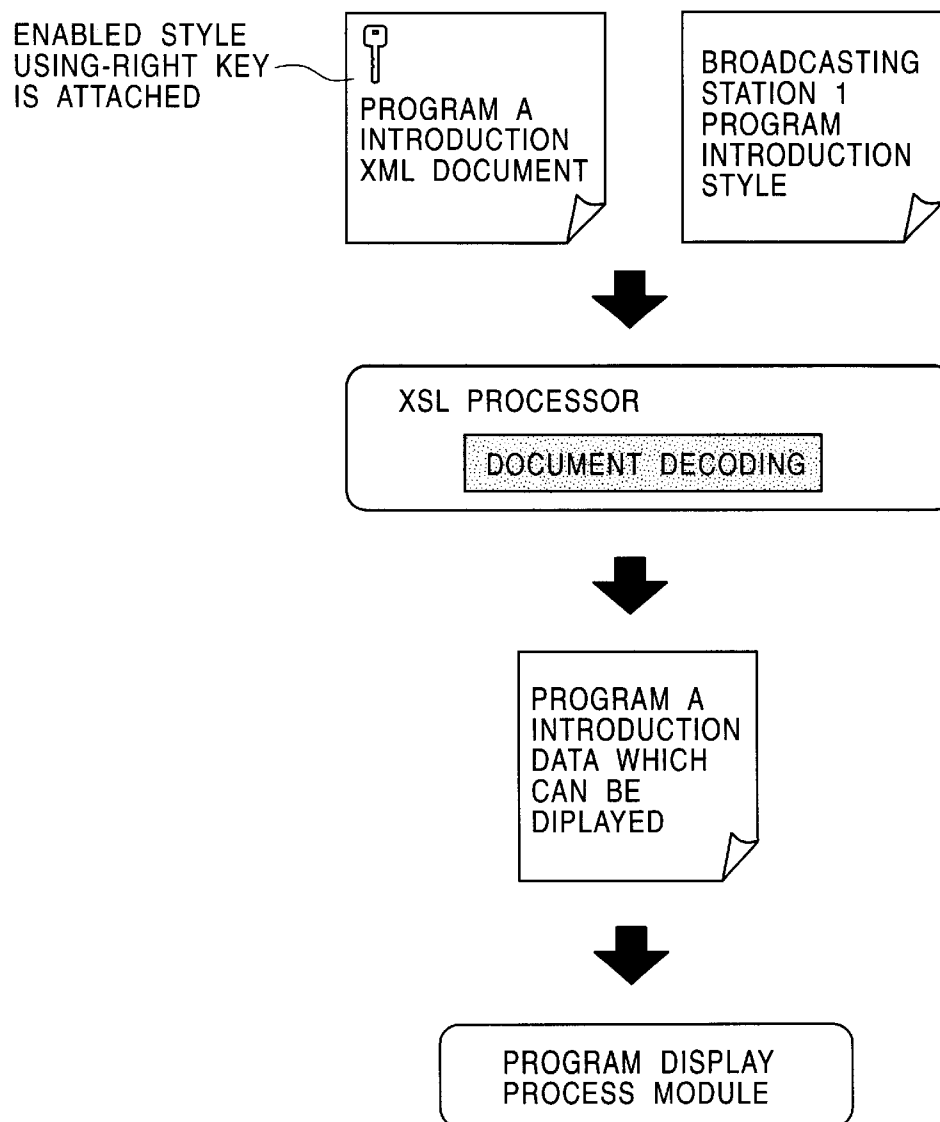 ENABLED STYLE
USING-RIGHT KEY
IS ATTACHED
PROGRAM A
INTRODUCTION
XML DOCUMENT
BROADCASTING
STATION 1
PROGRAM
INTRODUCTION
STYLE
XSL PROCESSOR
DOCUMENT DECODING
PROGRAM A
INTRODUCTION
DATA WHICH
CAN BE
DIPLAYED
PROGRAM DISPLAY
PROCESS MODULE